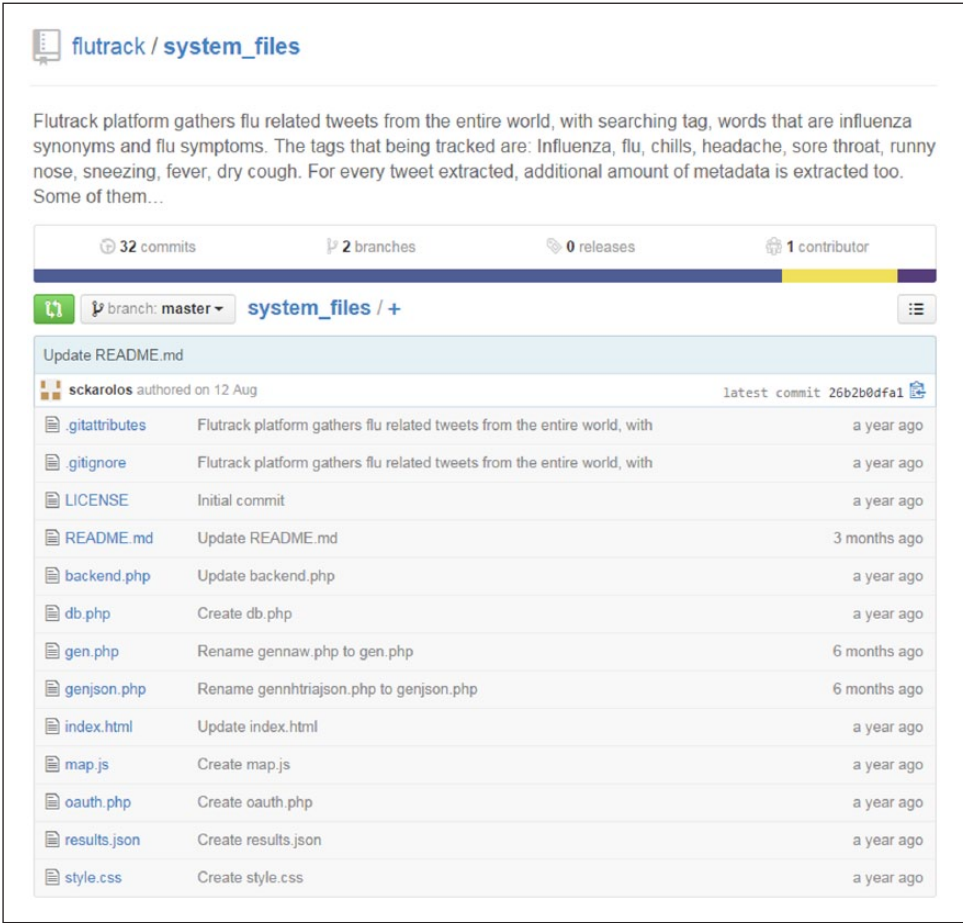 flutrack / system_files
Flutrack platform gathers flu related tweets from the entire world, with searching tag, words that are influenza
synonyms and flu symptoms. The tags that being tracked are: Influenza, flu, chills, headache, sore throat, runny
nose, sneezing, fever, dry cough. For every tweet extracted, additional amount of metadata is extracted too.
Some of them…
32 commits 2 branches 0 releases 1 contributor
branch: master system_files / +
Update README.md
sckarolos authored on 12 Aug latest commit 26b2b0dfa1
.gitattributes Flutrack platform gathers flu related tweets from the entire world, with a year ago
.gitignore Flutrack platform gathers flu related tweets from the entire world, with a year ago
LICENSE Initial commit a year ago
README.md Update README.md 3 months ago
backend.php Update backend.php a year ago
db.php Create db.php a year ago
gen.php Rename gennaw.php to gen.php 6 months ago
genjson.php Rename gennhtriajson.php to genjson.php 6 months ago
index.html Update index.html a year ago
map.js Create map.js a year ago
oauth.php Create oauth.php a year ago
results.json Create results.json a year ago
style.css Create style.css a year ago